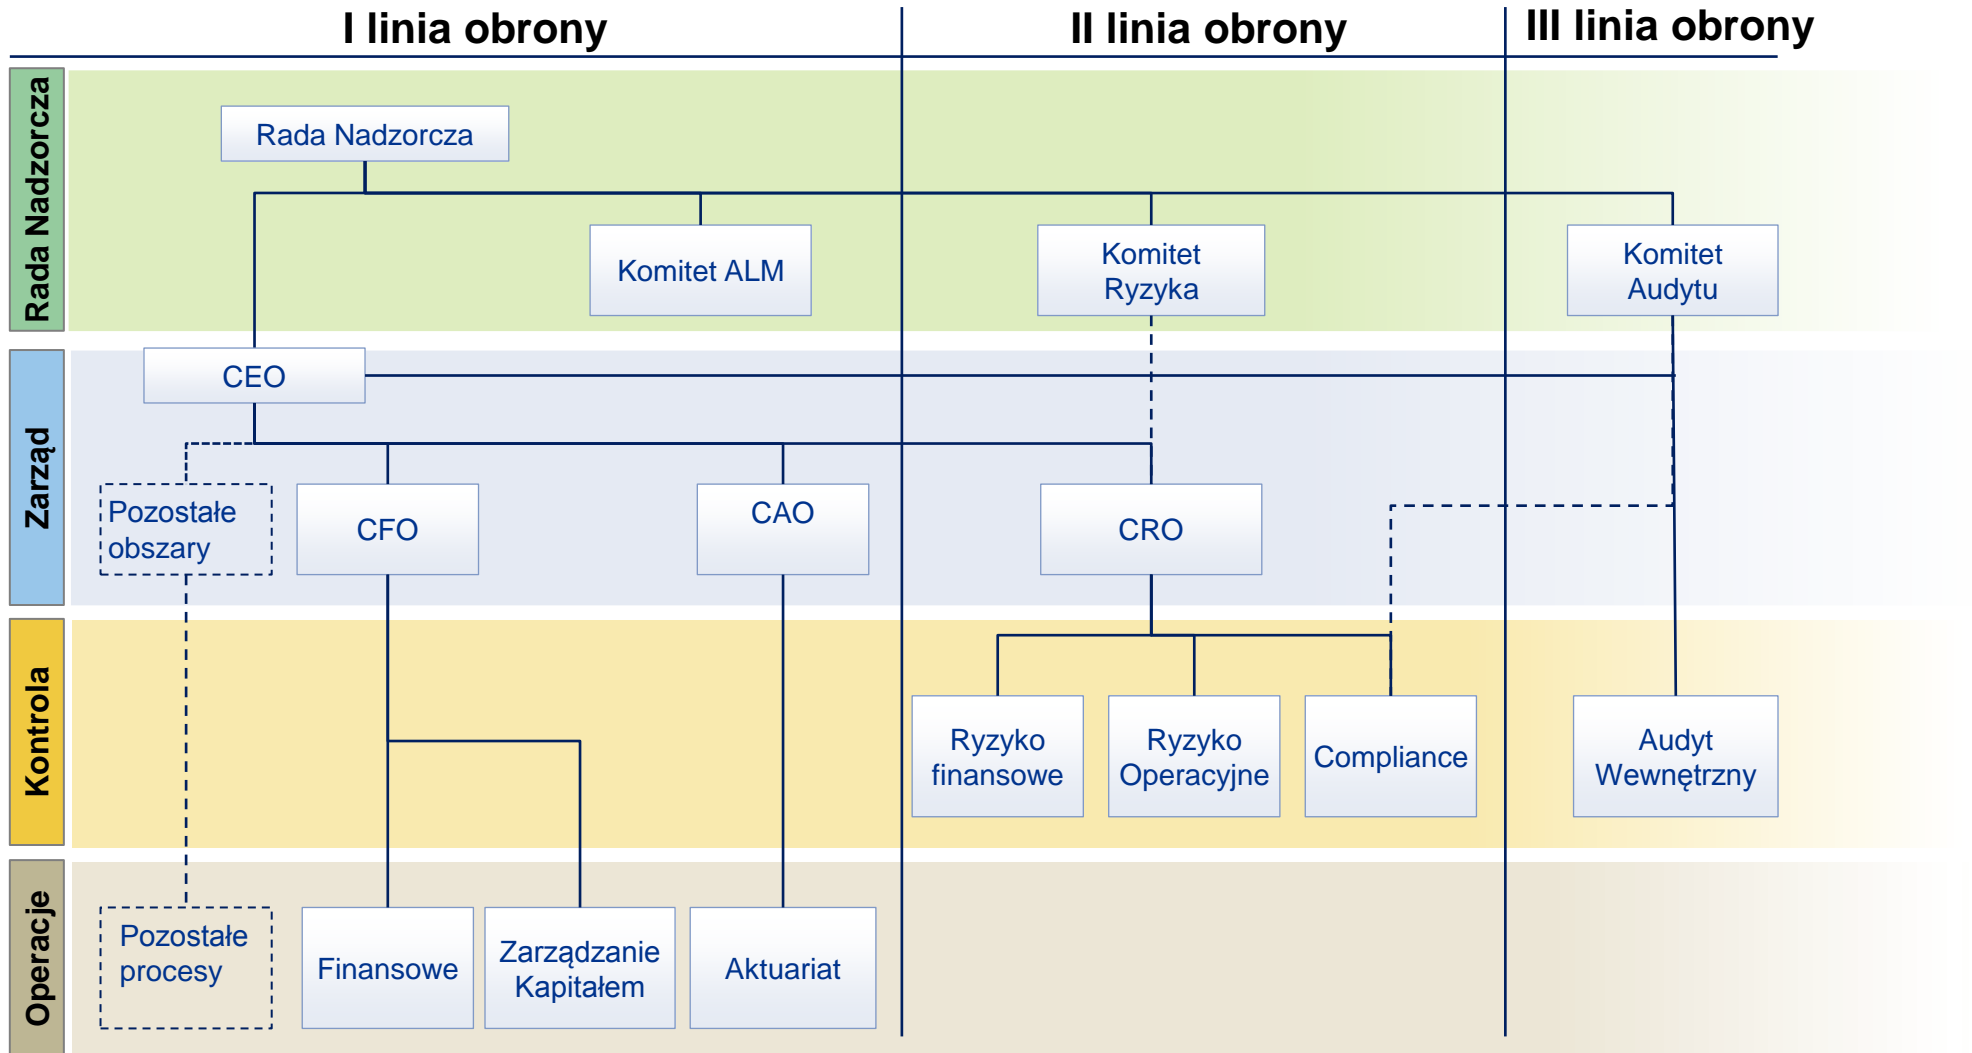 I linia obrony
II linia obrony
III linia obrony
Rada Nadzorcza
Rada Nadzorcza
Komitet ALM
Komitet
Ryzyka
Komitet
Audytu
Zarząd
CEO
Pozostałe
obszary
CFO
CAO
CRO
Kontrola
Ryzyko
finansowe
Ryzyko
Operacyjne
Compliance
Audyt
Wewnętrzny
Operacje
Pozostałe
procesy
Finansowe
Zarządzanie
Kapitałem
Aktuariat